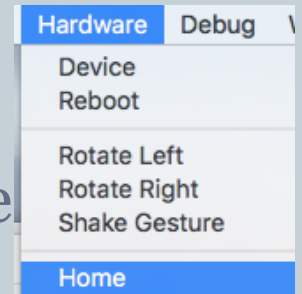 Hardware Debug
Device
Reboot
Rotate Left
Rotate Right
Shake Gesture
Home